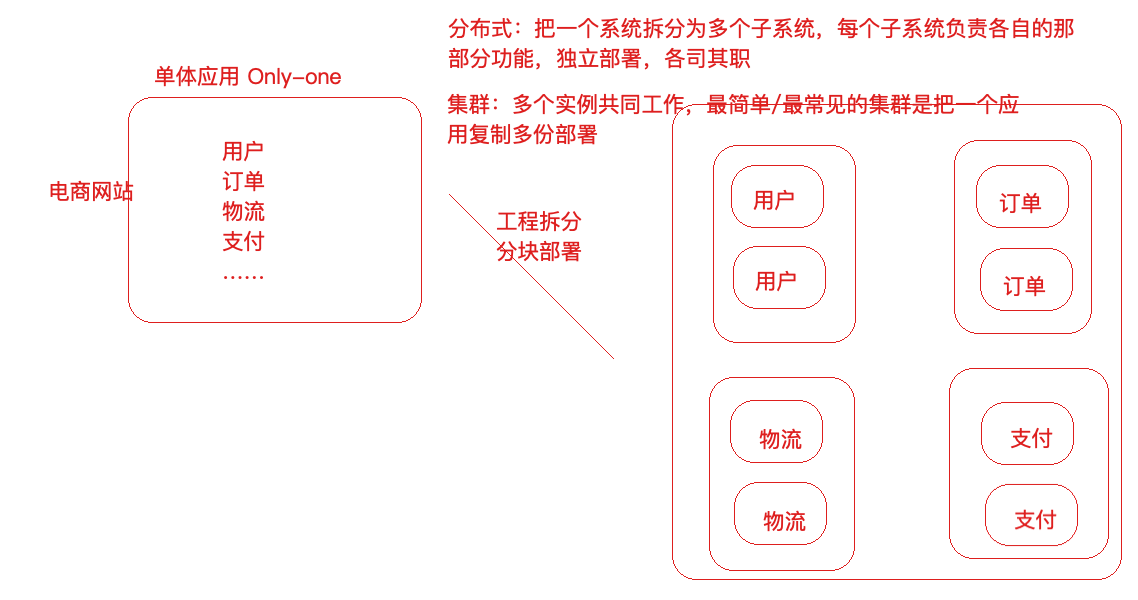 分布式：把一个系统拆分为多个子系统，每个子系统负责各自的那
部分功能，独立部署，各司其职
单体应用 Only-one
集群：多个实例共同工作，最简单/最常见的集群是把一个应
用复制多份部署
电商网站
用户
订单
物流
支付
……
工程拆分
分块部署
用户
用户
订单
订单
物流
物流
支付
支付